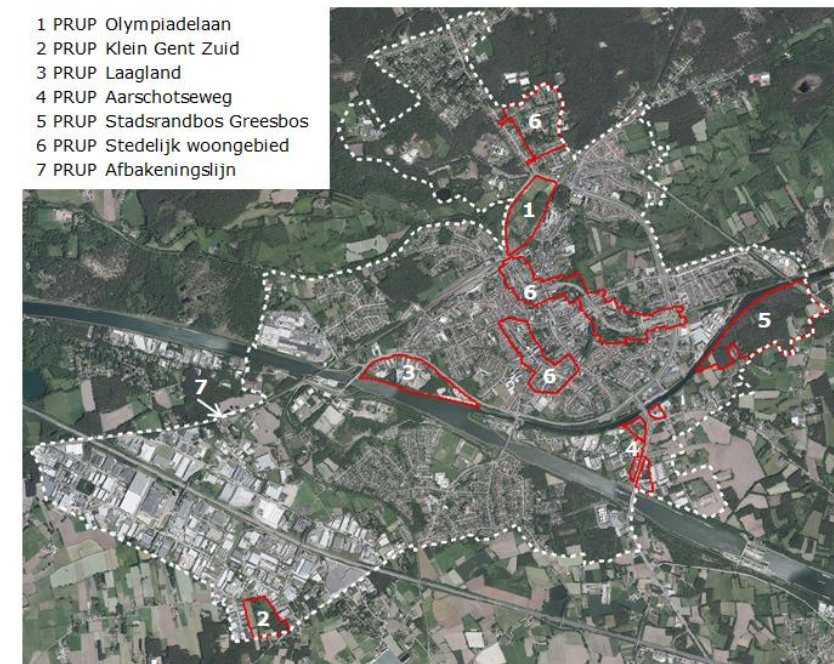 1 PRUP Olympiadelaan
2 PRUP Klein Gent Zuid
3 PRUP Laagland
4 PRUP Aarschotseweg
5 PRUP Stadsrandbos Greesbos
6 PRUP Stedelijk woongebied
7 PRUP Afbakeningslijn
6
1
6
5
3
6
7
4
2